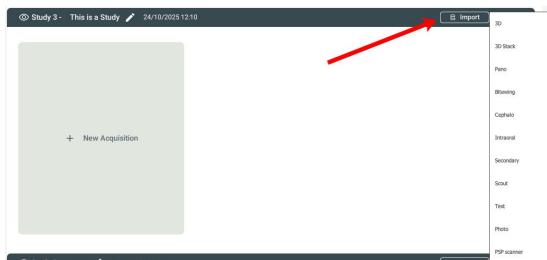 Study 3 - This is a Study 24/10/2025 12:10 Import
3D
3D Stack
Pano
Bitewing
Cephalo
+ New Acquisition
Intraoral
Secondary
Scout
Text
Photo
PSP scanner